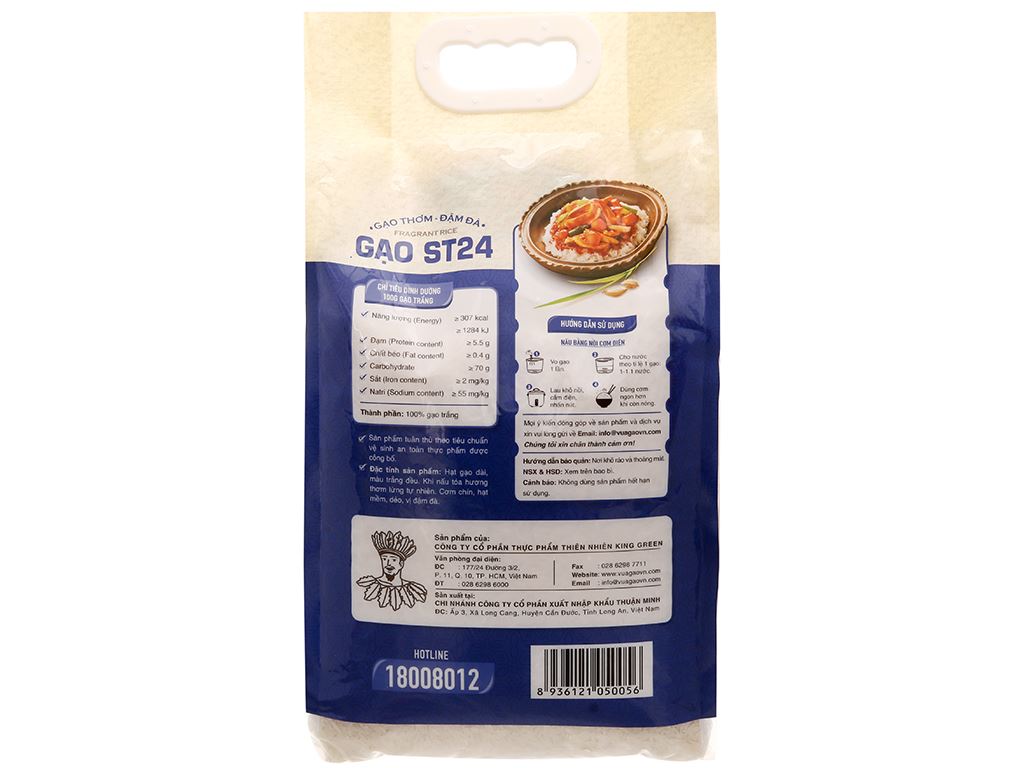 •GẠO THƠM - ĐẬM ĐÀ•
FRAGRANT RICE
GẠO ST24
CHỈ TIÊU DINH DƯỠNG
100G GẠO TRẮNG
Năng lượng (Energy) ≥ 307 kcal
≥ 1284 kJ
Đạm (Protein content) ≥ 5.5 g
Chất béo (Fat content) ≥ 0.4 g
Carbohydrate ≥ 70 g
Sắt (Iron content) ≥ 2 mg/kg
Natri (Sodium content) ≥ 55 mg/kg
Thành phần: 100% gạo trắng
Sản phẩm tuân thủ theo tiêu chuẩn
vệ sinh an toàn thực phẩm được
công bố.
Đặc tính sản phẩm: Hạt gạo dài,
màu trắng đều. Khi nấu tỏa hương
thơm lừng tự nhiên. Cơm chín, hạt
mềm, dẻo, vị đậm đà.
HƯỚNG DẪN SỬ DỤNG
NẤU BẰNG NỒI CƠM ĐIỆN
1
Vo gạo
1 lần.
2
Cho nước
theo tỉ lệ 1 gạo:
1-1.1 nước.
3
Lau khô nồi,
cắm điện,
nhấn nút.
4
Dùng cơm
ngon hơn
khi còn nóng.
Mọi ý kiến đóng góp về sản phẩm và dịch vụ
xin vui lòng gửi về Email: info@vuagaovn.com
Chúng tôi xin chân thành cám ơn!
Hướng dẫn bảo quản: Nơi khô ráo và thoáng mát.
NSX & HSD: Xem trên bao bì.
Cảnh báo: Không dùng sản phẩm hết hạn
sử dụng.
Sản phẩm của:
CÔNG TY CỔ PHẦN THỰC PHẨM THIÊN NHIÊN KING GREEN
Văn phòng đại diện:
ĐC : 177/24 Đường 3/2,
P. 11, Q. 10, TP. HCM, Việt Nam
ĐT : 028 6298 6000
Fax : 028 6298 7711
Website: www.vuagaovn.com
Email : info@vuagaovn.com
Sản xuất tại:
CHI NHÁNH CÔNG TY CỔ PHẦN XUẤT NHẬP KHẨU THUẬN MINH
ĐC: Ấp 3, Xã Long Cang, Huyện Cần Đước, Tỉnh Long An, Việt Nam
HOTLINE
18008012
8 936121 050056